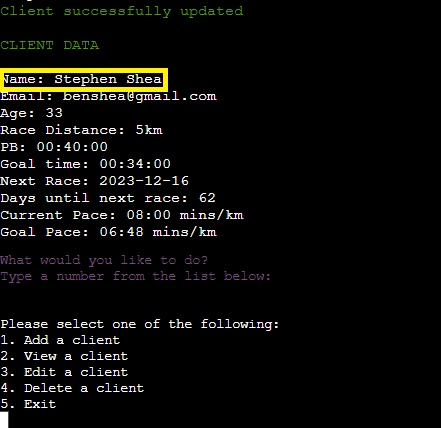 Client successfully updated
CLIENT DATA
Name: Stephen Shea
Email: benshea@gmail.com
Age: 33
Race Distance: 5km
PB: 00:40:00
Goal time: 00:34:00
Next Race: 2023-12-16
Days until next race: 62
Current Pace: 08:00 mins/km
Goal Pace: 06:48 mins/km
What would you like to do?
Type a number from the list below:
Please select one of the following:
1. Add a client
2. View a client
3. Edit a client
4. Delete a client
5. Exit